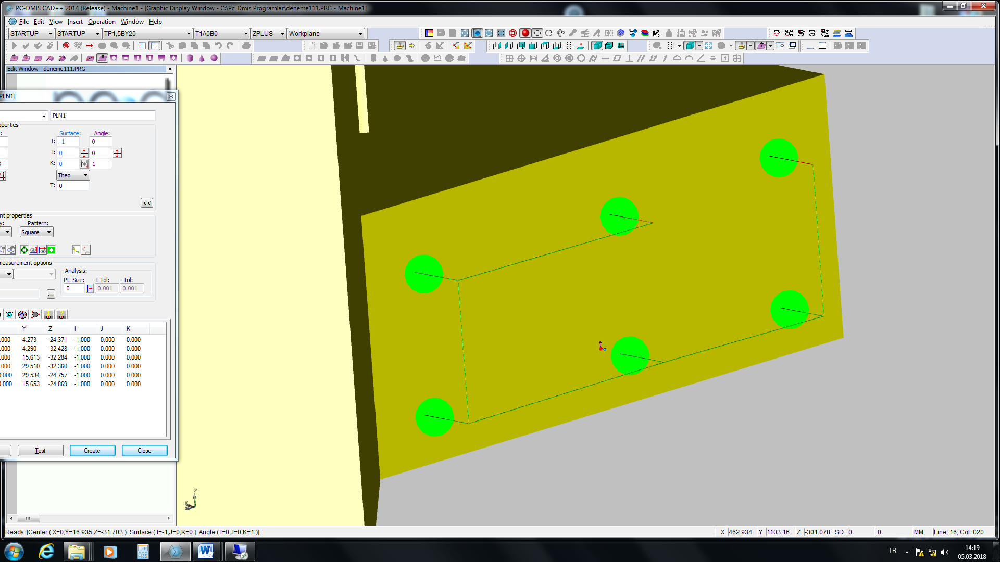 PC-DMIS CAD++ 2014 (Release) - Machine1 - [Graphic Display Window - C:\Pc_Dmis Programlar\deneme111.PRG - Machine1]
File Edit View Insert Operation Window Help
STARTUP STARTUP TP1,5BY20 T1A0B0 ZPLUS Workplane
Edit Window - deneme111.PRG
PLN1]
PLN1
operties
Surface: Angle:
I: -1 0
J: 0 0
K: 0 1
Theo
T: 0
<<
nt properties
y: Pattern:
Square
measurement options
Analysis:
Pt. Size: + Tol: - Tol:
0 0.001 0.001
...
Y Z I J K
.000 4.273 -24.371 -1.000 0.000 0.000
.000 4.290 -32.428 -1.000 0.000 0.000
.000 15.613 -32.284 -1.000 0.000 0.000
.000 29.510 -32.360 -1.000 0.000 0.000
0.000 29.534 -24.757 -1.000 0.000 0.000
0.000 15.653 -24.869 -1.000 0.000 0.000
Test Create Close
Z
X
Ready [Center:( X=0,Y=16.935,Z=-31.703 ) Surface:( I=-1,J=0,K=0 ) Angle:( I=0,J=0,K=1 )]
X 462.934 Y 1103.16 Z -301.078 SD 0 0 MM Line: 16, Col: 020
TR
14:19
05.03.2018